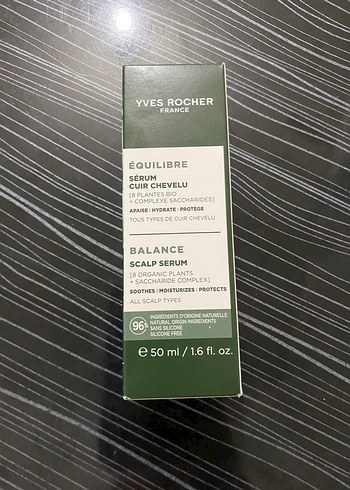 YVES ROCHER
FRANCE
ÉQUILIBRE
SÉRUM
CUIR CHEVELU
[8 PLANTES BIO
+ COMPLEXE SACCHARIDES]
APAISE | HYDRATE | PROTÈGE
TOUS TYPES DE CUIR CHEVELU
BALANCE
SCALP SERUM
[8 ORGANIC PLANTS
+ SACCHARIDE COMPLEX]
SOOTHES | MOISTURIZES | PROTECTS
ALL SCALP TYPES
96%
INGRÉDIENTS D'ORIGINE NATURELLE
NATURAL ORIGIN INGREDIENTS
SANS SILICONE
SILICONE FREE
℮ 50 ml / 1.6 fl. oz.